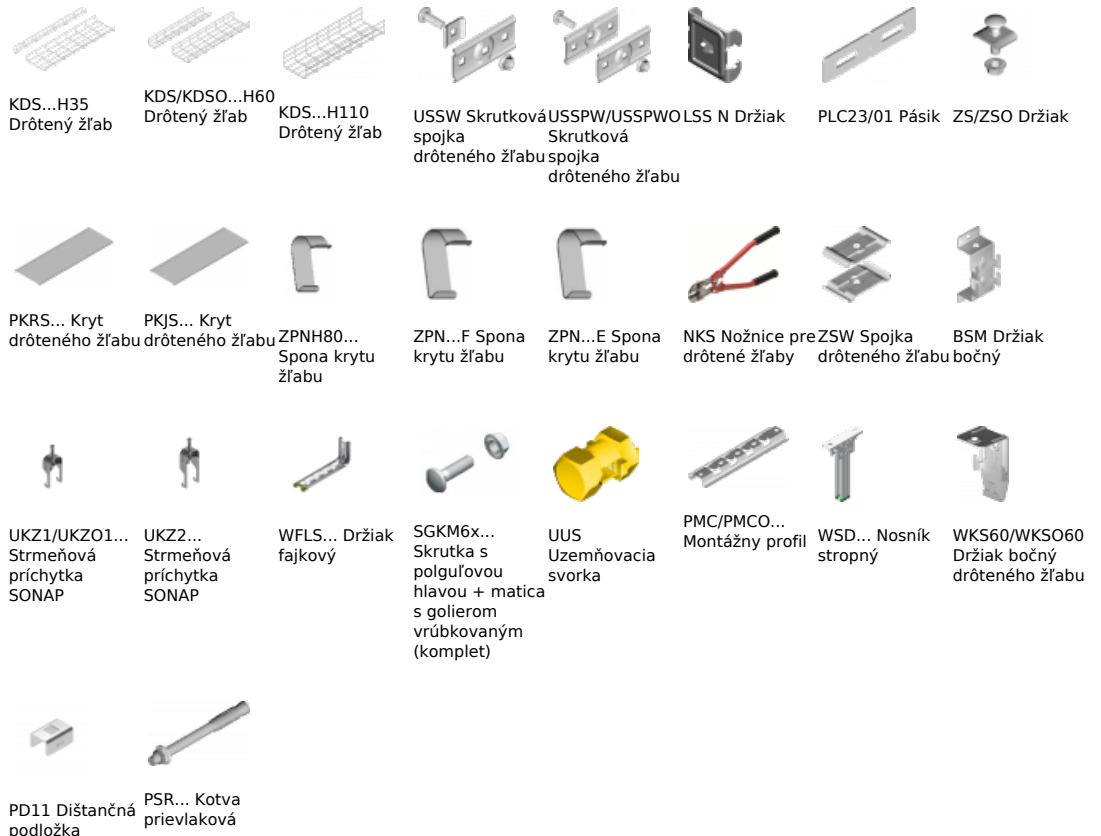 KDS...H35
Drôtený žľab
KDS/KDSO...H60
Drôtený žľab
KDS...H110
Drôtený žľab
USSW Skrutková
spojka
drôteného žľabu
USSPW/USSPWO
Skrutková
spojka
drôteného žľabu
LSS N Držiak
PLC23/01 Pásik
ZS/ZSO Držiak
PKRS... Kryt
drôteného žľabu
PKJS... Kryt
drôteného žľabu
ZPNH80...
Spona krytu
žľabu
ZPN...F Spona
krytu žľabu
ZPN...E Spona
krytu žľabu
NKS Nožnice pre
drôtené žľaby
ZSW Spojka
drôteného žľabu
BSM Držiak
bočný
UKZ1/UKZO1...
Strmeňová
príchytka
SONAP
UKZ2...
Strmeňová
príchytka
SONAP
WFLS... Držiak
fajkový
SGKM6x...
Skrutka s
polguľovou
hlavou + matica
s golierom
vrúbkovaným
(komplet)
UUS
Uzemňovacia
svorka
PMC/PMCO...
Montážny profil
WSD... Nosník
stropný
WKS60/WKSO60
Držiak bočný
drôteného žľabu
PD11 Dištančná
podložka
PSR... Kotva
prievlaková